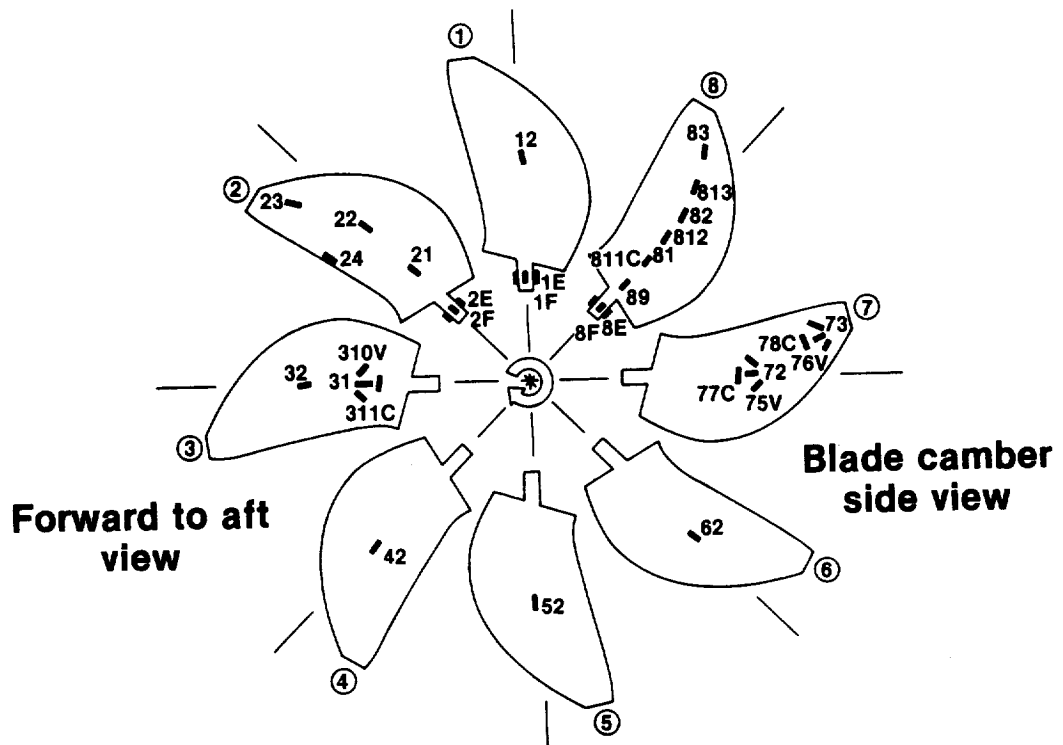 ①
⑧
83
12
813
②
23
82
22
812
811C
81
24
21
89
1E
2E
1F
2F
8F
8E
⑦
73
78C
310V
76V
32
31
72
77C
311C
75V
③
Blade camber
side view
Forward to aft
view
62
42
⑥
52
④
⑤